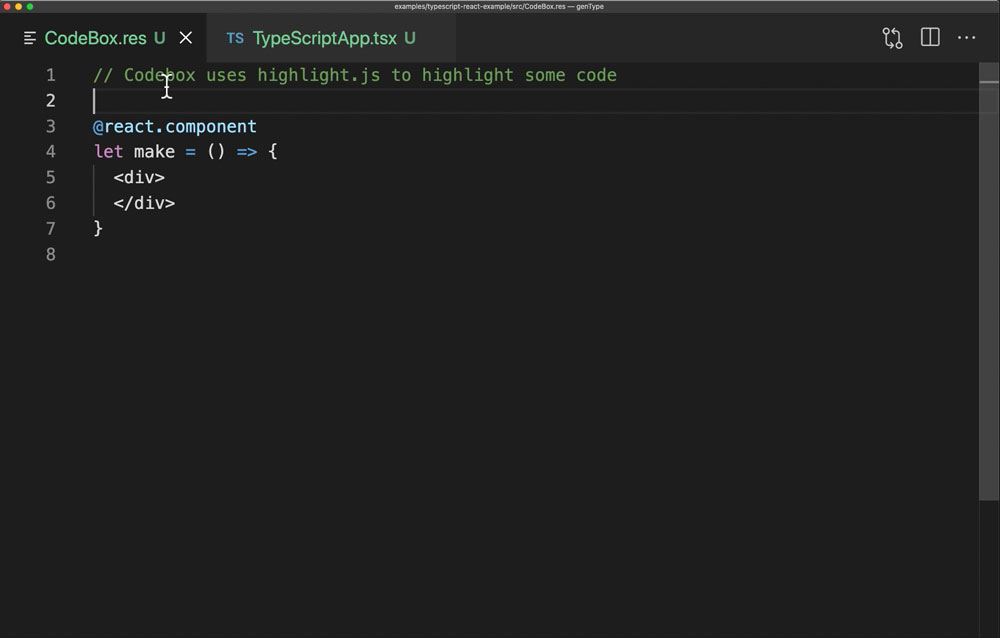 examples/typescript-react-example/src/CodeBox.res — genType
CodeBox.res U TS TypeScriptApp.tsx U
1 // Codebox uses highlight.js to highlight some code
2
3 @react.component
4 let make = () => {
5   <div>
6   </div>
7 }
8